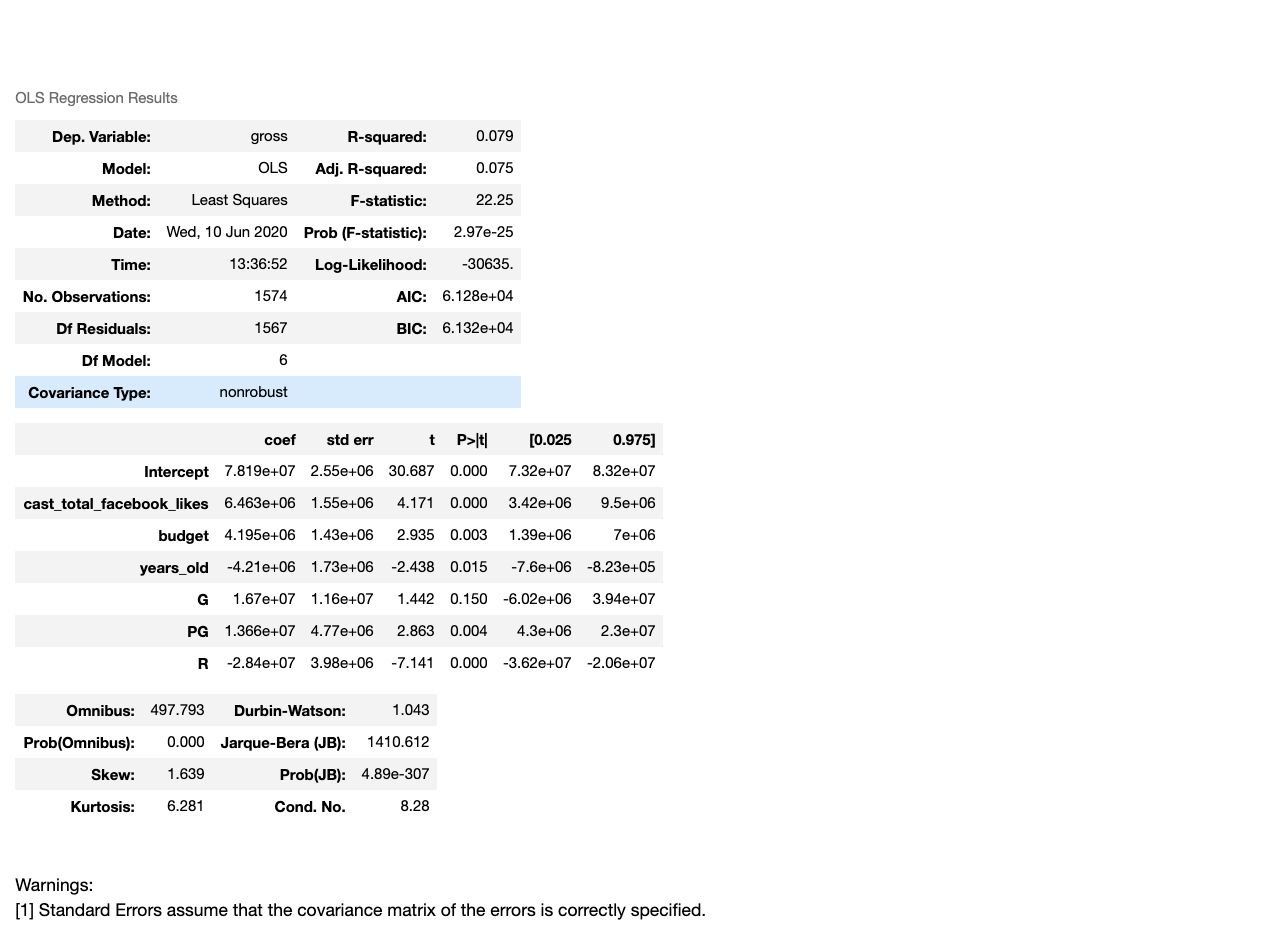 OLS Regression Results
Dep. Variable: gross R-squared: 0.079
Model: OLS Adj. R-squared: 0.075
Method: Least Squares F-statistic: 22.25
Date: Wed, 10 Jun 2020 Prob (F-statistic): 2.97e-25
Time: 13:36:52 Log-Likelihood: -30635.
No. Observations: 1574 AIC: 6.128e+04
Df Residuals: 1567 BIC: 6.132e+04
Df Model: 6
Covariance Type: nonrobust
coef std err t P>|t| [0.025 0.975]
Intercept 7.819e+07 2.55e+06 30.687 0.000 7.32e+07 8.32e+07
cast_total_facebook_likes 6.463e+06 1.55e+06 4.171 0.000 3.42e+06 9.5e+06
budget 4.195e+06 1.43e+06 2.935 0.003 1.39e+06 7e+06
years_old -4.21e+06 1.73e+06 -2.438 0.015 -7.6e+06 -8.23e+05
G 1.67e+07 1.16e+07 1.442 0.150 -6.02e+06 3.94e+07
PG 1.366e+07 4.77e+06 2.863 0.004 4.3e+06 2.3e+07
R -2.84e+07 3.98e+06 -7.141 0.000 -3.62e+07 -2.06e+07
Omnibus: 497.793 Durbin-Watson: 1.043
Prob(Omnibus): 0.000 Jarque-Bera (JB): 1410.612
Skew: 1.639 Prob(JB): 4.89e-307
Kurtosis: 6.281 Cond. No. 8.28
Warnings:
[1] Standard Errors assume that the covariance matrix of the errors is correctly specified.